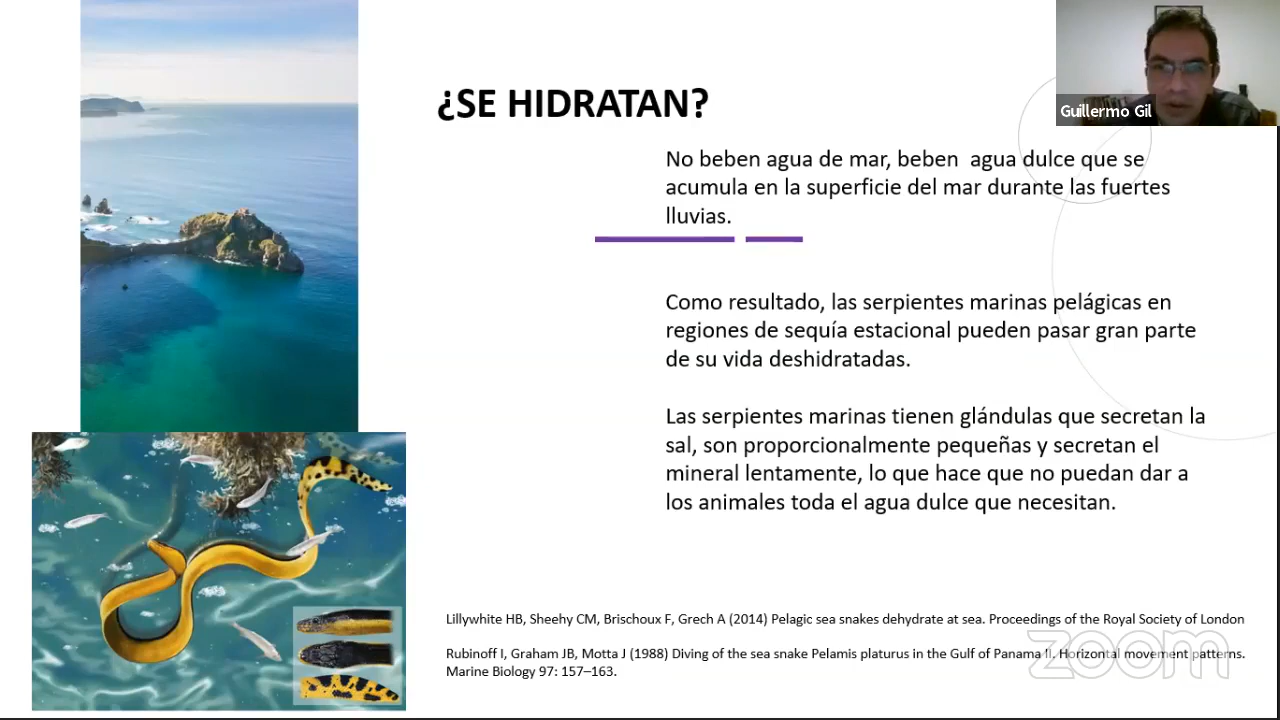 ¿SE HIDRATAN?
Guillermo Gil
No beben agua de mar, beben  agua dulce que se
acumula en la superficie del mar durante las fuertes
lluvias.
Como resultado, las serpientes marinas pelágicas en
regiones de sequía estacional pueden pasar gran parte
de su vida deshidratadas.
Las serpientes marinas tienen glándulas que secretan la
sal, son proporcionalmente pequeñas y secretan el
mineral lentamente, lo que hace que no puedan dar a
los animales toda el agua dulce que necesitan.
Lillywhite HB, Sheehy CM, Brischoux F, Grech A (2014) Pelagic sea snakes dehydrate at sea. Proceedings of the Royal Society of London
Rubinoff I, Graham JB, Motta J (1988) Diving of the sea snake Pelamis platurus in the Gulf of Panama II. Horizontal movement patterns.
Marine Biology 97: 157–163.
zoom